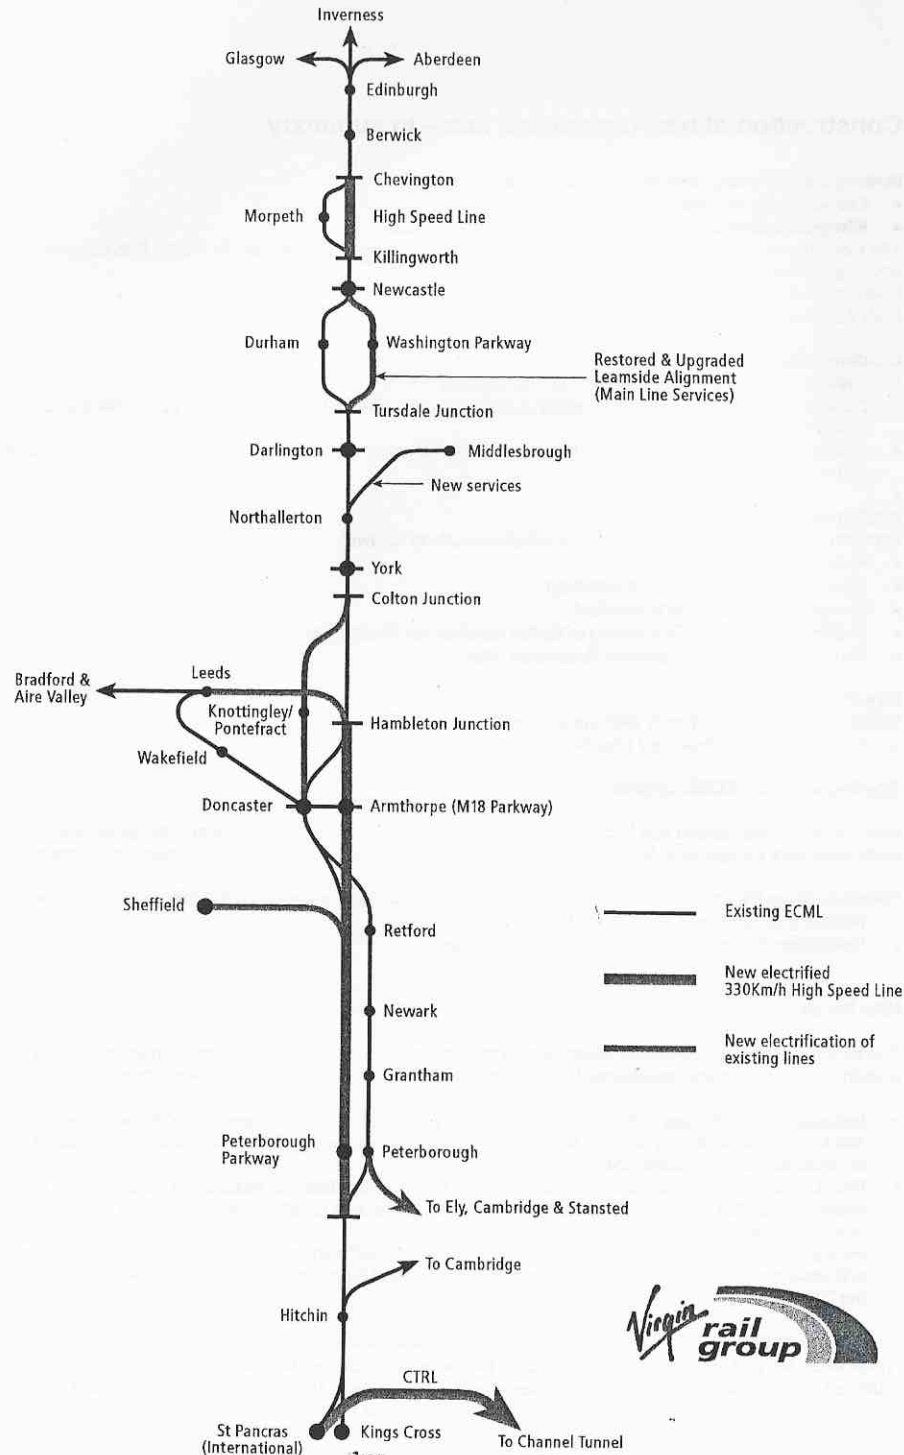 Inverness
Glasgow
Aberdeen
Edinburgh
Berwick
Chevington
Morpeth
High Speed Line
Killingworth
Newcastle
Durham
Washington Parkway
Restored & Upgraded
Leamside Alignment
(Main Line Services)
Tursdale Junction
Darlington
Middlesbrough
New services
Northallerton
York
Colton Junction
Bradford &
Aire Valley
Leeds
Knottingley/
Pontefract
Hambleton Junction
Wakefield
Doncaster
Armthorpe (M18 Parkway)
Sheffield
Retford
Existing ECML
New electrified
330Km/h High Speed Line
Newark
New electrification of
existing lines
Grantham
Peterborough
Parkway
Peterborough
To Ely, Cambridge & Stansted
To Cambridge
Hitchin
Virgin rail
group
CTRL
St Pancras
(International)
Kings Cross
To Channel Tunnel